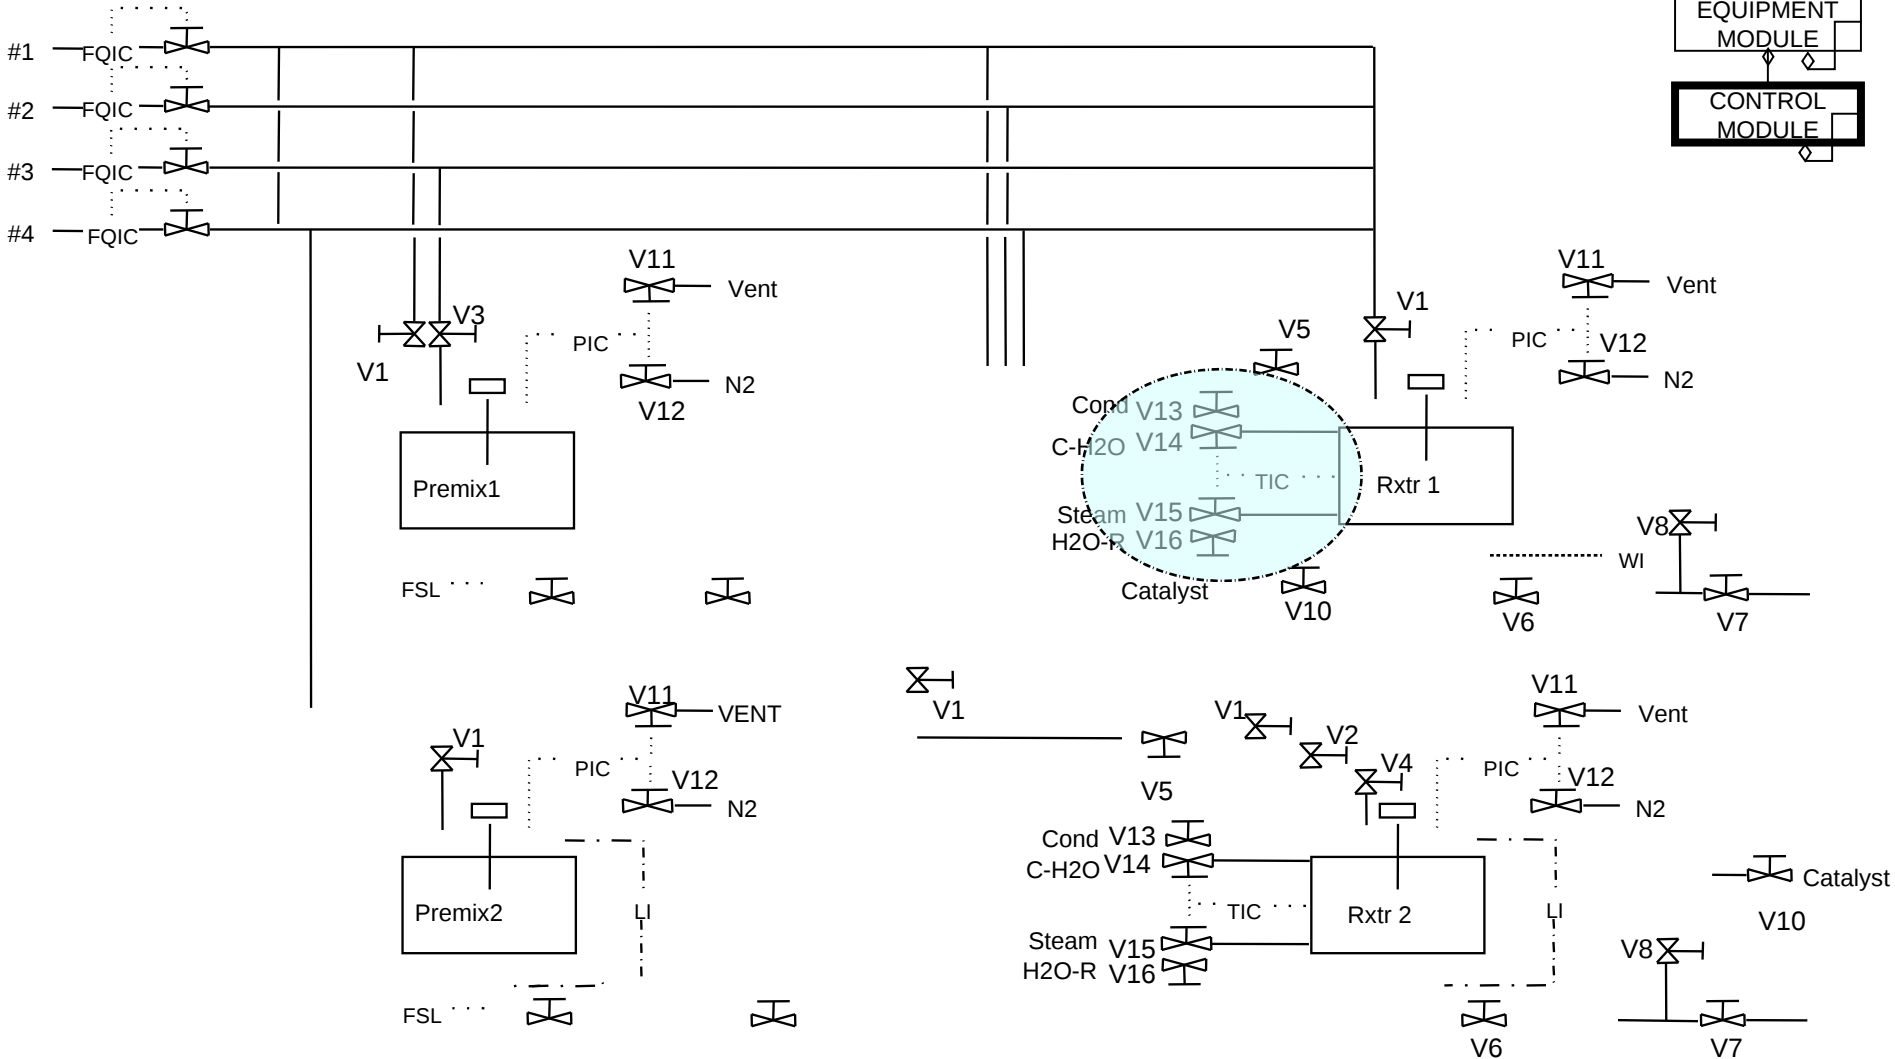 EQUIPMENT
MODULE
CONTROL
MODULE
#1 FQIC
#2 FQIC
#3 FQIC
#4 FQIC
V11
Vent
V3
V1
PIC
N2
V12
Premix1
FSL
V11
Vent
V1
V5
PIC
V12
N2
Cond V13
C-H2O V14
TIC
Rxtr 1
Steam V15
H2O-R V16
Catalyst
V10
V8
WI
V6
V7
V11
VENT
V1
PIC
V12
N2
Premix2
LI
FSL
V1
V5
V11
Vent
V1
V2
V4
PIC
V12
N2
Cond V13
C-H2O V14
TIC
Rxtr 2
Steam V15
H2O-R V16
LI
Catalyst
V10
V8
V6
V7